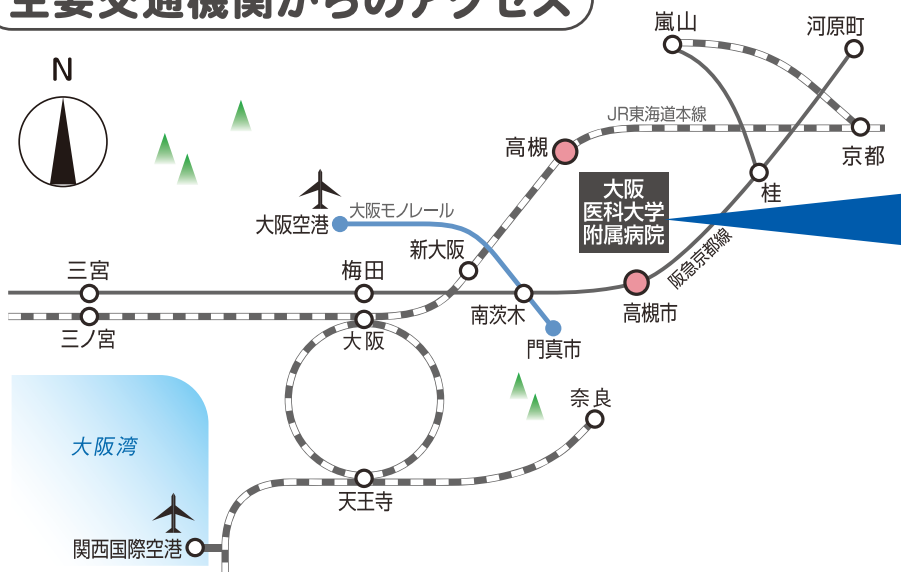 主要交通機関からのアクセス
嵐山
河原町
N
JR東海道本線
高槻
京都
大阪
医科大学
附属病院
桂
大阪空港
大阪モノレール
新大阪
阪急京都線
三宮
梅田
南茨木
高槻市
三ノ宮
大阪
門真市
奈良
大阪湾
天王寺
関西国際空港